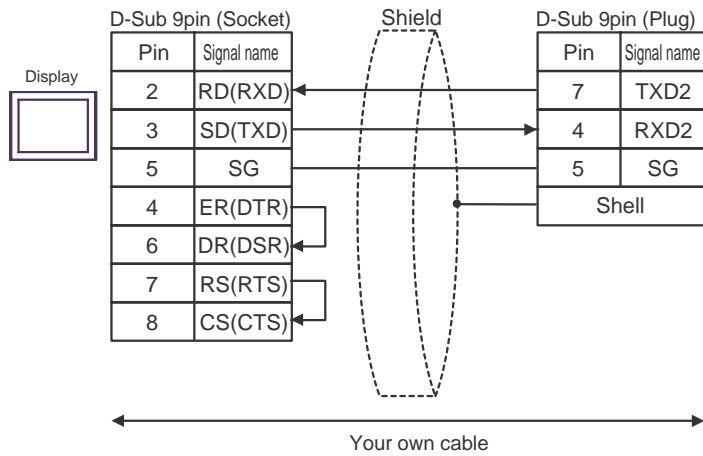 D-Sub 9pin (Socket)
Shield
D-Sub 9pin (Plug)
Display
Pin Signal name
2 RD(RXD)
3 SD(TXD)
5 SG
4 ER(DTR)
6 DR(DSR)
7 RS(RTS)
8 CS(CTS)
Pin Signal name
7 TXD2
4 RXD2
5 SG
Shell
Your own cable